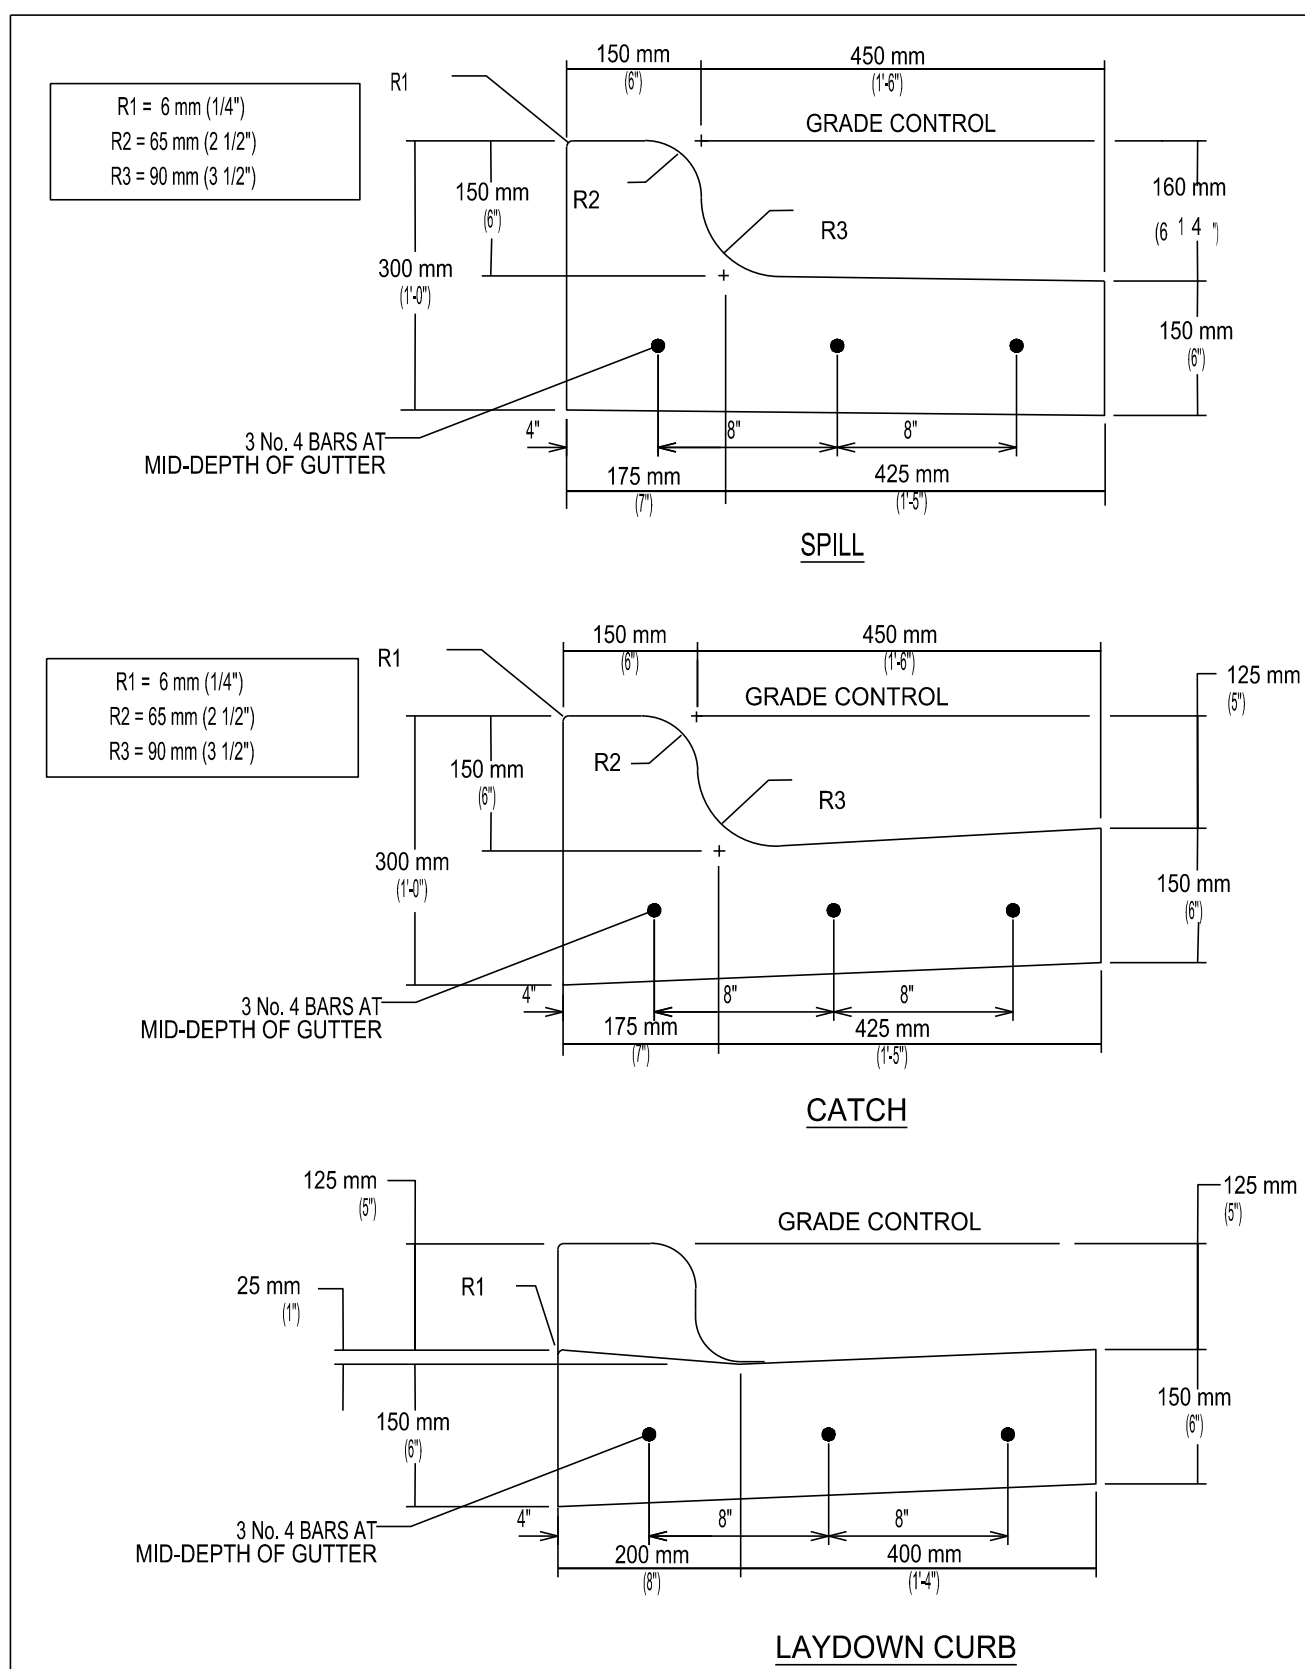 150 mm
(6")
450 mm
(1'-6")
R1
R1 = 6 mm (1/4")
R2 = 65 mm (2 1/2")
R3 = 90 mm (3 1/2")
GRADE CONTROL
150 mm
(6")
R2
R3
160 mm
(6 1 4 ")
300 mm
(1'-0")
150 mm
(6")
3 No. 4 BARS AT
MID-DEPTH OF GUTTER
4"
8"
8"
175 mm
(7")
425 mm
(1'-5")
SPILL
150 mm
(6")
450 mm
(1'-6")
R1
R1 = 6 mm (1/4")
R2 = 65 mm (2 1/2")
R3 = 90 mm (3 1/2")
GRADE CONTROL
125 mm
(5")
150 mm
(6")
R2
R3
300 mm
(1'-0")
150 mm
(6")
3 No. 4 BARS AT
MID-DEPTH OF GUTTER
4"
8"
8"
175 mm
(7")
425 mm
(1'-5")
CATCH
125 mm
(5")
GRADE CONTROL
125 mm
(5")
25 mm
(1")
R1
150 mm
(6")
150 mm
(6")
3 No. 4 BARS AT
MID-DEPTH OF GUTTER
4"
8"
8"
200 mm
(8")
400 mm
(1'-4")
LAYDOWN CURB